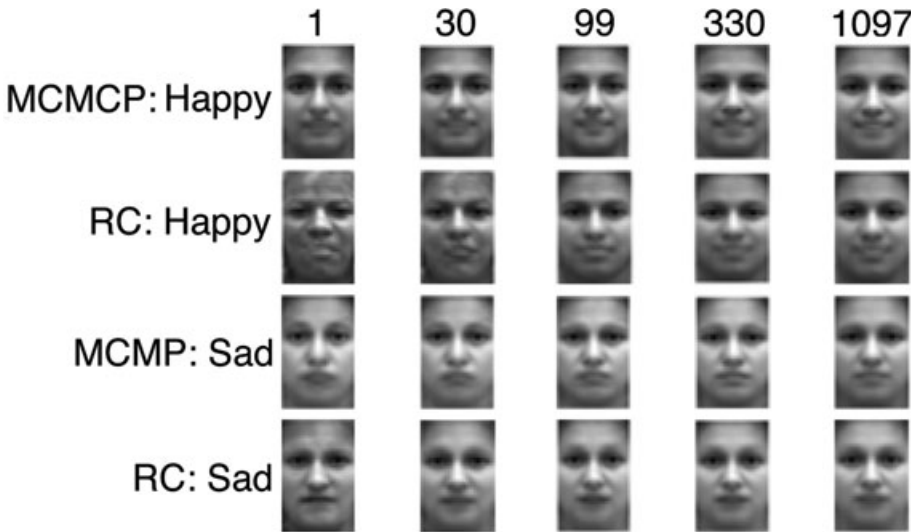 1 30 99 330 1097
MCMCP: Happy
RC: Happy
MCMP: Sad
RC: Sad